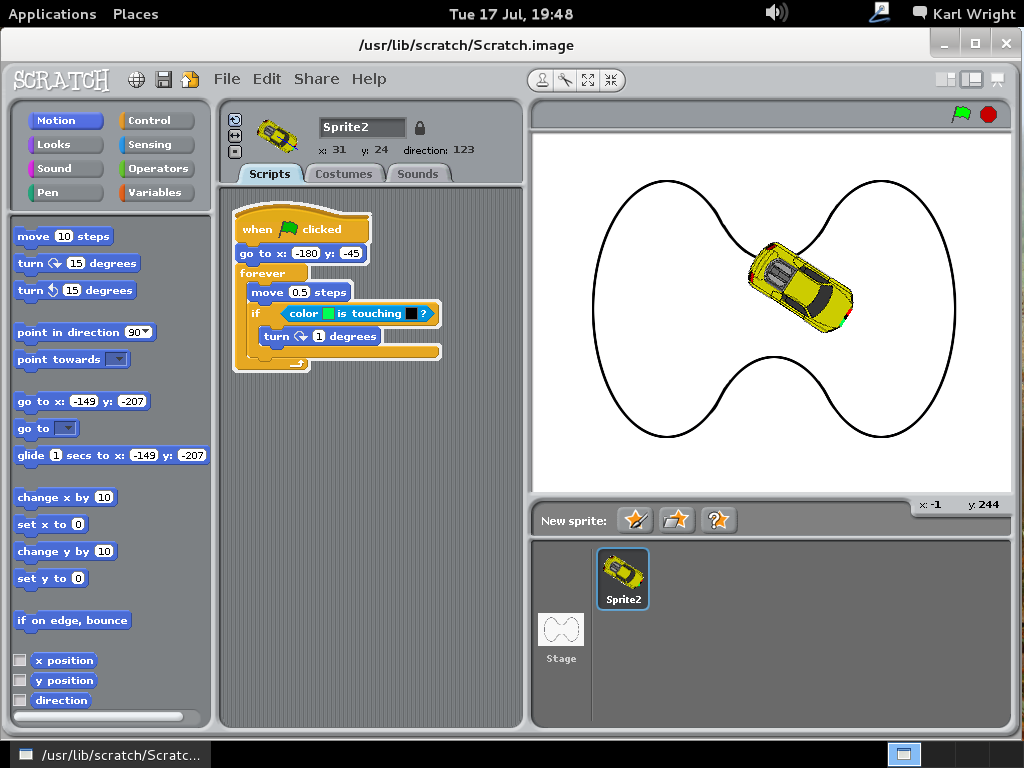 Applications Places
Tue 17 Jul, 19:48
Karl Wright
/usr/lib/scratch/Scratch.image
SCRATCH
File Edit Share Help
Motion
Control
Looks
Sensing
Sound
Operators
Pen
Variables
move 10 steps
turn 15 degrees
turn 15 degrees
point in direction 90
point towards
go to x: -149 y: -207
go to
glide 1 secs to x: -149 y: -207
change x by 10
set x to 0
change y by 10
set y to 0
if on edge, bounce
x position
y position
direction
Sprite2
x: 31 y: 24 direction: 123
Scripts
Costumes
Sounds
when clicked
go to x: -180 y: -45
forever
move 0.5 steps
if color is touching ?
turn 1 degrees
x: -1 y: 244
New sprite:
Sprite2
Stage
/usr/lib/scratch/Scratc...